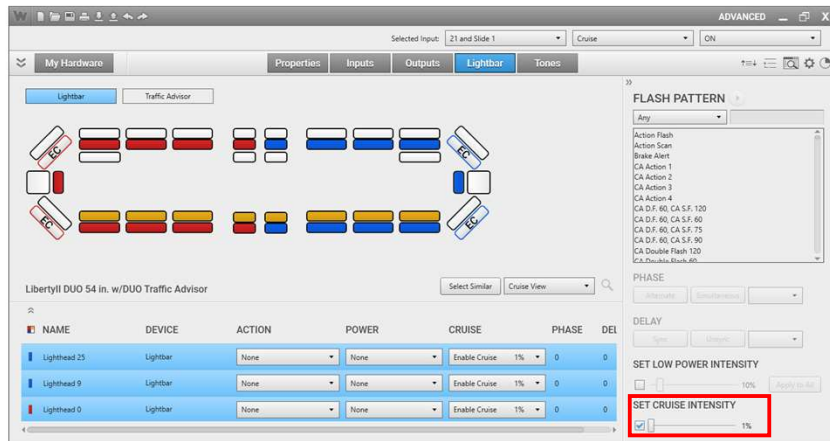 W ADVANCED
Selected Input: 21 and Slide 1 Cruise ON
My Hardware Properties Inputs Outputs Lightbar Tones
Lightbar Traffic Advisor
EC EC
EC EC
LibertyII DUO 54 in. w/DUO Traffic Advisor Select Similar Cruise View
NAME DEVICE ACTION POWER CRUISE PHASE DEL
Lighthead 25 Lightbar None None Enable Cruise 1% 0 0
Lighthead 9 Lightbar None None Enable Cruise 1% 0 0
Lighthead 0 Lightbar None None Enable Cruise 1% 0 0
FLASH PATTERN
Any
Action Flash
Action Scan
Brake Alert
CA Action 1
CA Action 2
CA Action 3
CA Action 4
CA D.F. 60, CA S.F. 120
CA D.F. 60, CA S.F. 60
CA D.F. 60, CA S.F. 75
CA D.F. 60, CA S.F. 90
CA Double Flash 120
CA Double Flash 60
PHASE
Alternate Simultaneous
DELAY
Sync Unsync
SET LOW POWER INTENSITY
10% Apply to All
SET CRUISE INTENSITY
1%